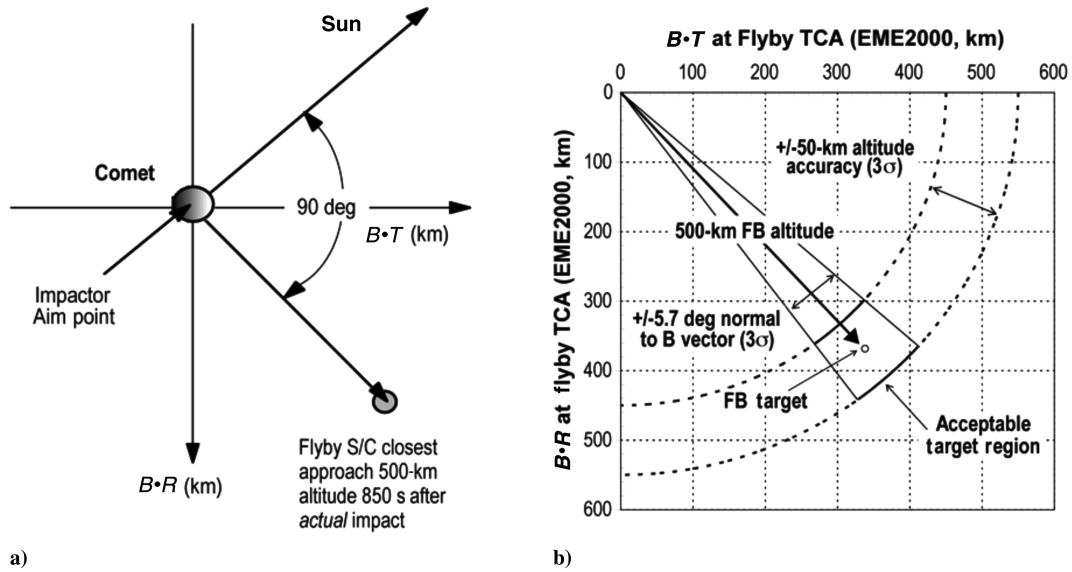 Sun
Comet
90 deg
B•T (km)
Impactor
Aim point
B•R (km)
Flyby S/C closest
approach 500-km
altitude 850 s after
actual impact
a)
B•T at Flyby TCA (EME2000, km)
0 100 200 300 400 500 600
B•R at flyby TCA (EME2000, km)
0
100
200
300
400
500
600
+/-50-km altitude
accuracy (3σ)
500-km FB altitude
+/-5.7 deg normal
to B vector (3σ)
FB target
Acceptable
target region
b)